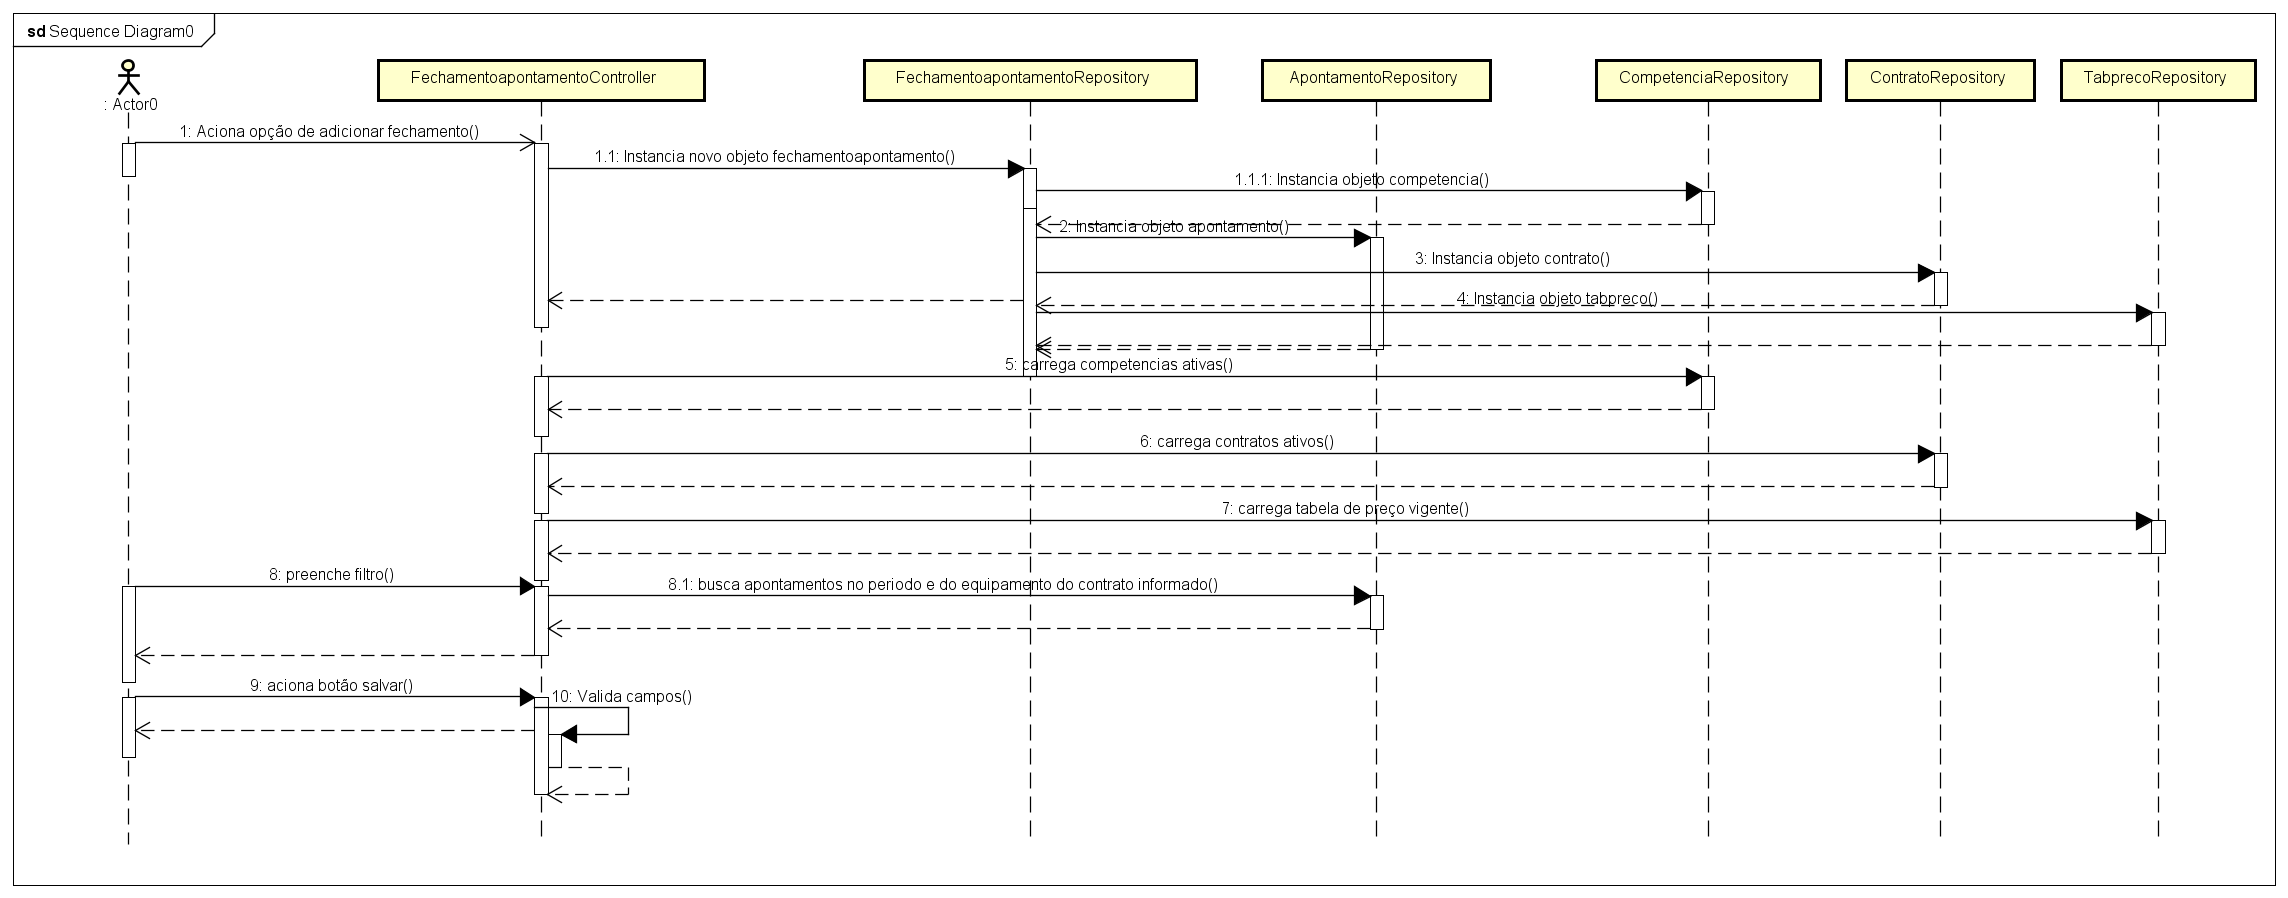 sd Sequence Diagram0
: Actor0
FechamentoapontamentoController
FechamentoapontamentoRepository
ApontamentoRepository
CompetenciaRepository
ContratoRepository
TabprecoRepository
1: Aciona opção de adicionar fechamento()
1.1: Instancia novo objeto fechamentoapontamento()
1.1.1: Instancia objeto competencia()
2: Instancia objeto apontamento()
3: Instancia objeto contrato()
4: Instancia objeto tabpreco()
5: carrega competencias ativas()
6: carrega contratos ativos()
7: carrega tabela de preço vigente()
8: preenche filtro()
8.1: busca apontamentos no periodo e do equipamento do contrato informado()
9: aciona botão salvar()
10: Valida campos()